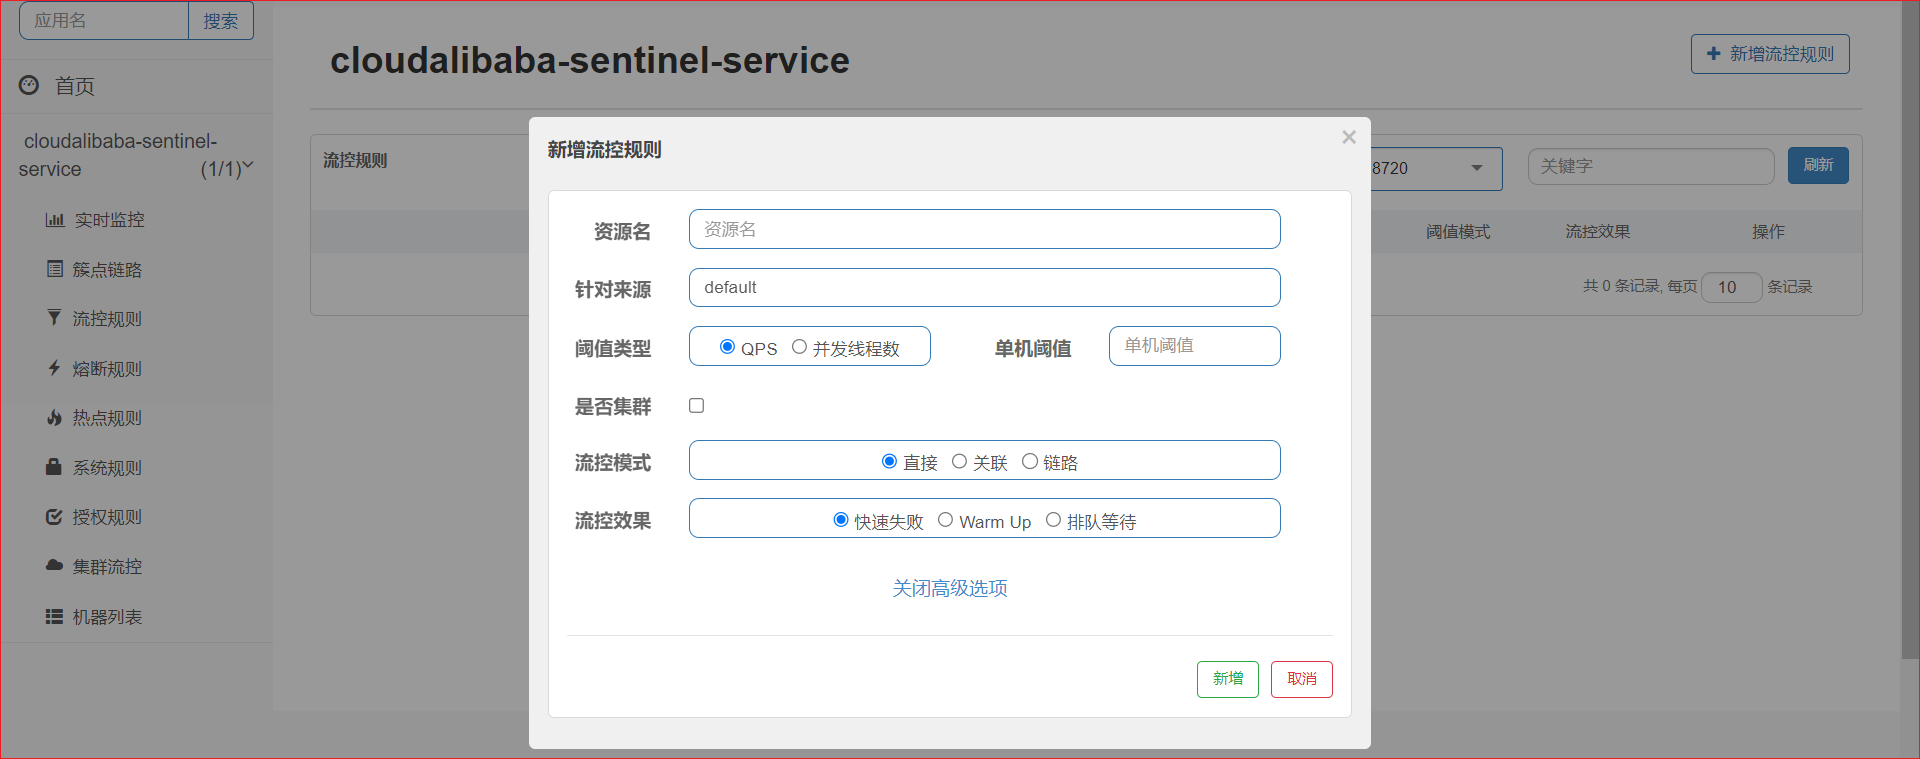 应用名 搜索
首页
cloudalibaba-sentinel-
service (1/1)
实时监控
簇点链路
流控规则
熔断规则
热点规则
系统规则
授权规则
集群流控
机器列表
cloudalibaba-sentinel-service
新增流控规则
流控规则
8720 关键字 刷新
阈值模式 流控效果 操作
共 0 条记录, 每页 10 条记录
新增流控规则 ×
资源名 资源名
针对来源 default
阈值类型 QPS 并发线程数 单机阈值 单机阈值
是否集群
流控模式 直接 关联 链路
流控效果 快速失败 Warm Up 排队等待
关闭高级选项
新增 取消